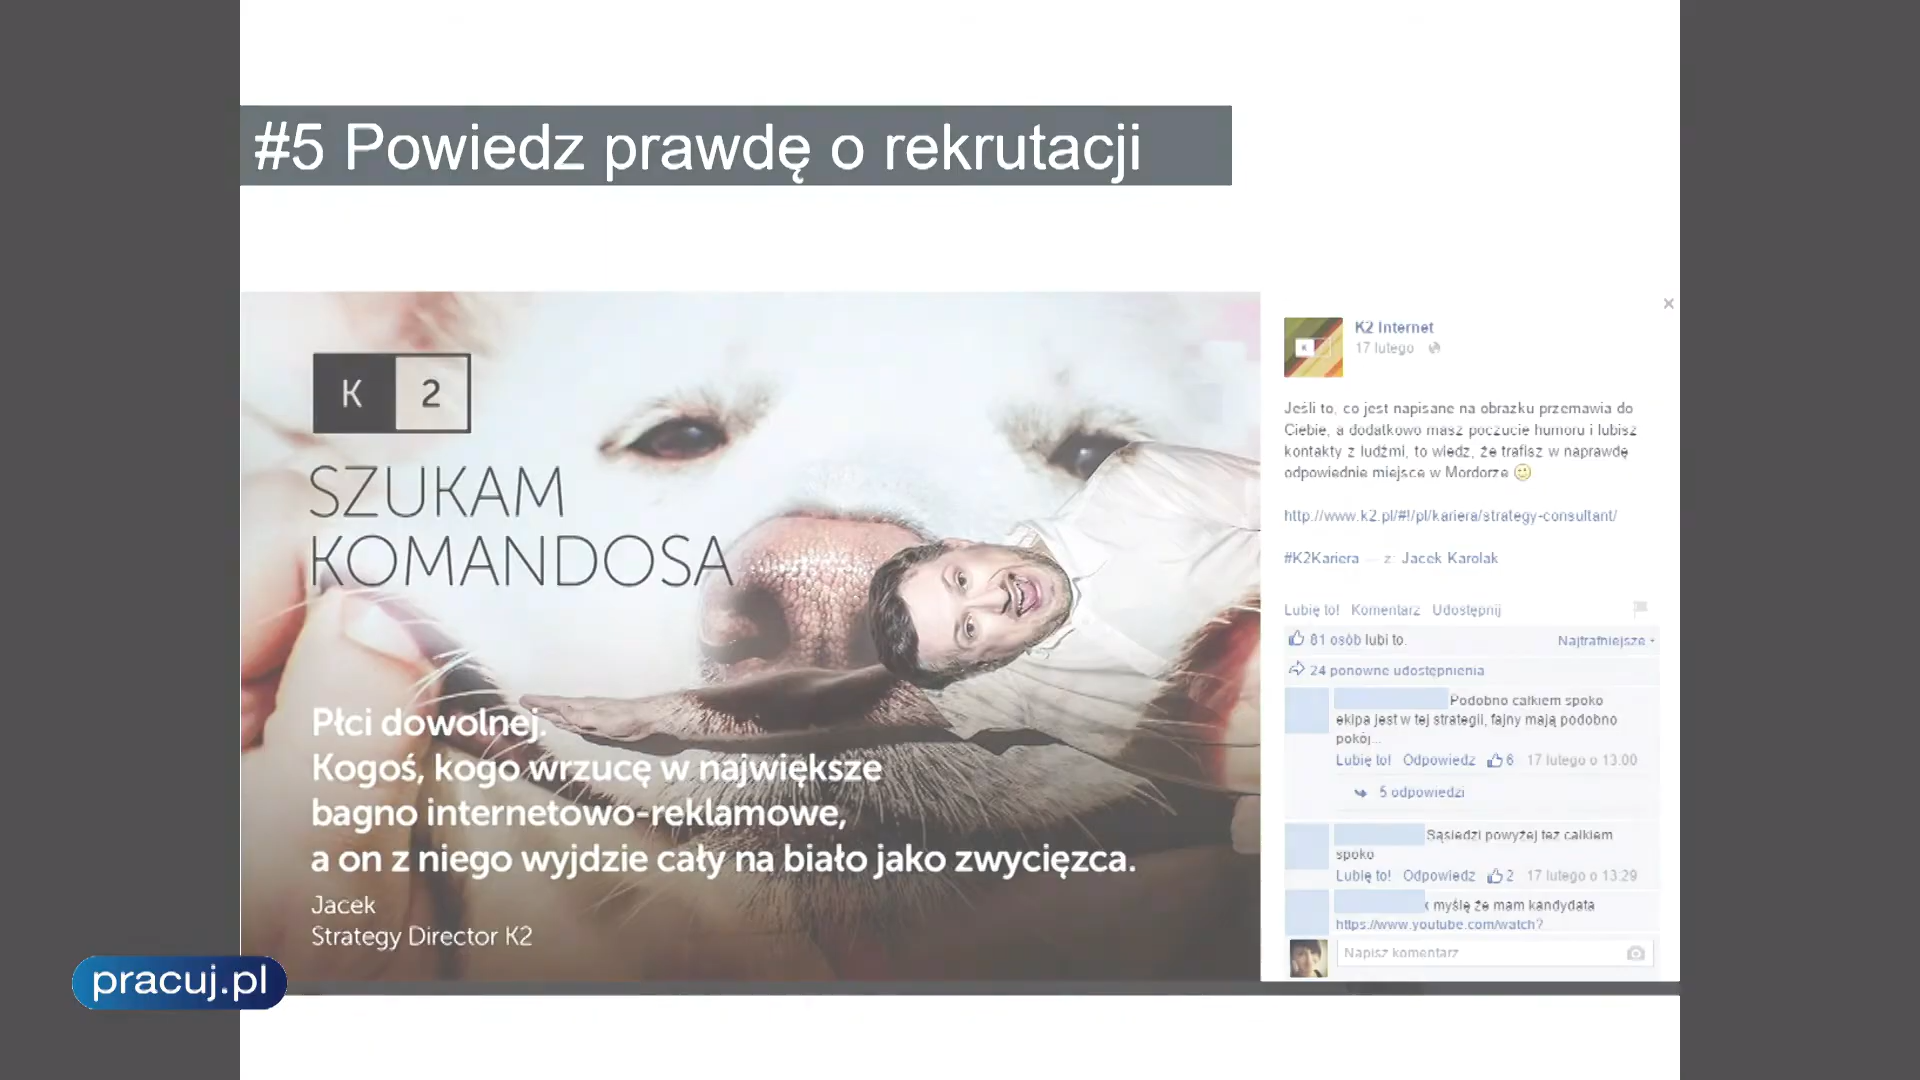 #5 Powiedz prawdę o rekrutacji
K 2
SZUKAM
KOMANDOSA
Płci dowolnej.
Kogoś, kogo wrzucę w największe
bagno internetowo-reklamowe,
a on z niego wyjdzie cały na biało jako zwycięzca.
Jacek
Strategy Director K2
pracuj.pl
×
K
K2 Internet
17 lutego
Jeśli to, co jest napisane na obrazku przemawia do
Ciebie, a dodatkowo masz poczucie humoru i lubisz
kontakty z ludźmi, to wiedz, że trafisz w naprawdę
odpowiednie miejsce w Mordorze
http://www.k2.pl/#!/pl/kariera/strategy-consultant/
#K2Kariera — z: Jacek Karolak
Lubię to! Komentarz Udostępnij
81 osób lubi to.
Najtrafniejsze
24 ponowne udostępnienia
Podobno całkiem spoko
ekipa jest w tej strategii, fajny mają podobno
pokój...
Lubię to! Odpowiedz 6 17 lutego o 13:00
5 odpowiedzi
Sąsiedzi powyżej też całkiem
spoko
Lubię to! Odpowiedz 2 17 lutego o 13:29
myślę że mam kandydata
https://www.youtube.com/watch?
Napisz komentarz